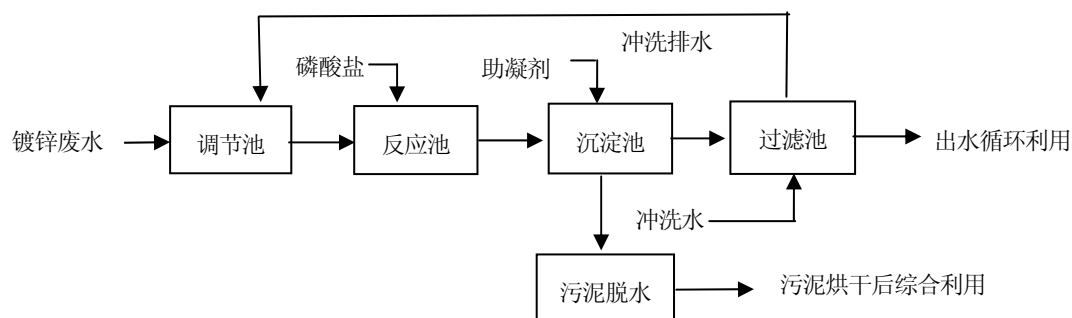 冲洗排水
磷酸盐
助凝剂
镀锌废水
调节池
反应池
沉淀池
过滤池
出水循环利用
冲洗水
污泥脱水
污泥烘干后综合利用